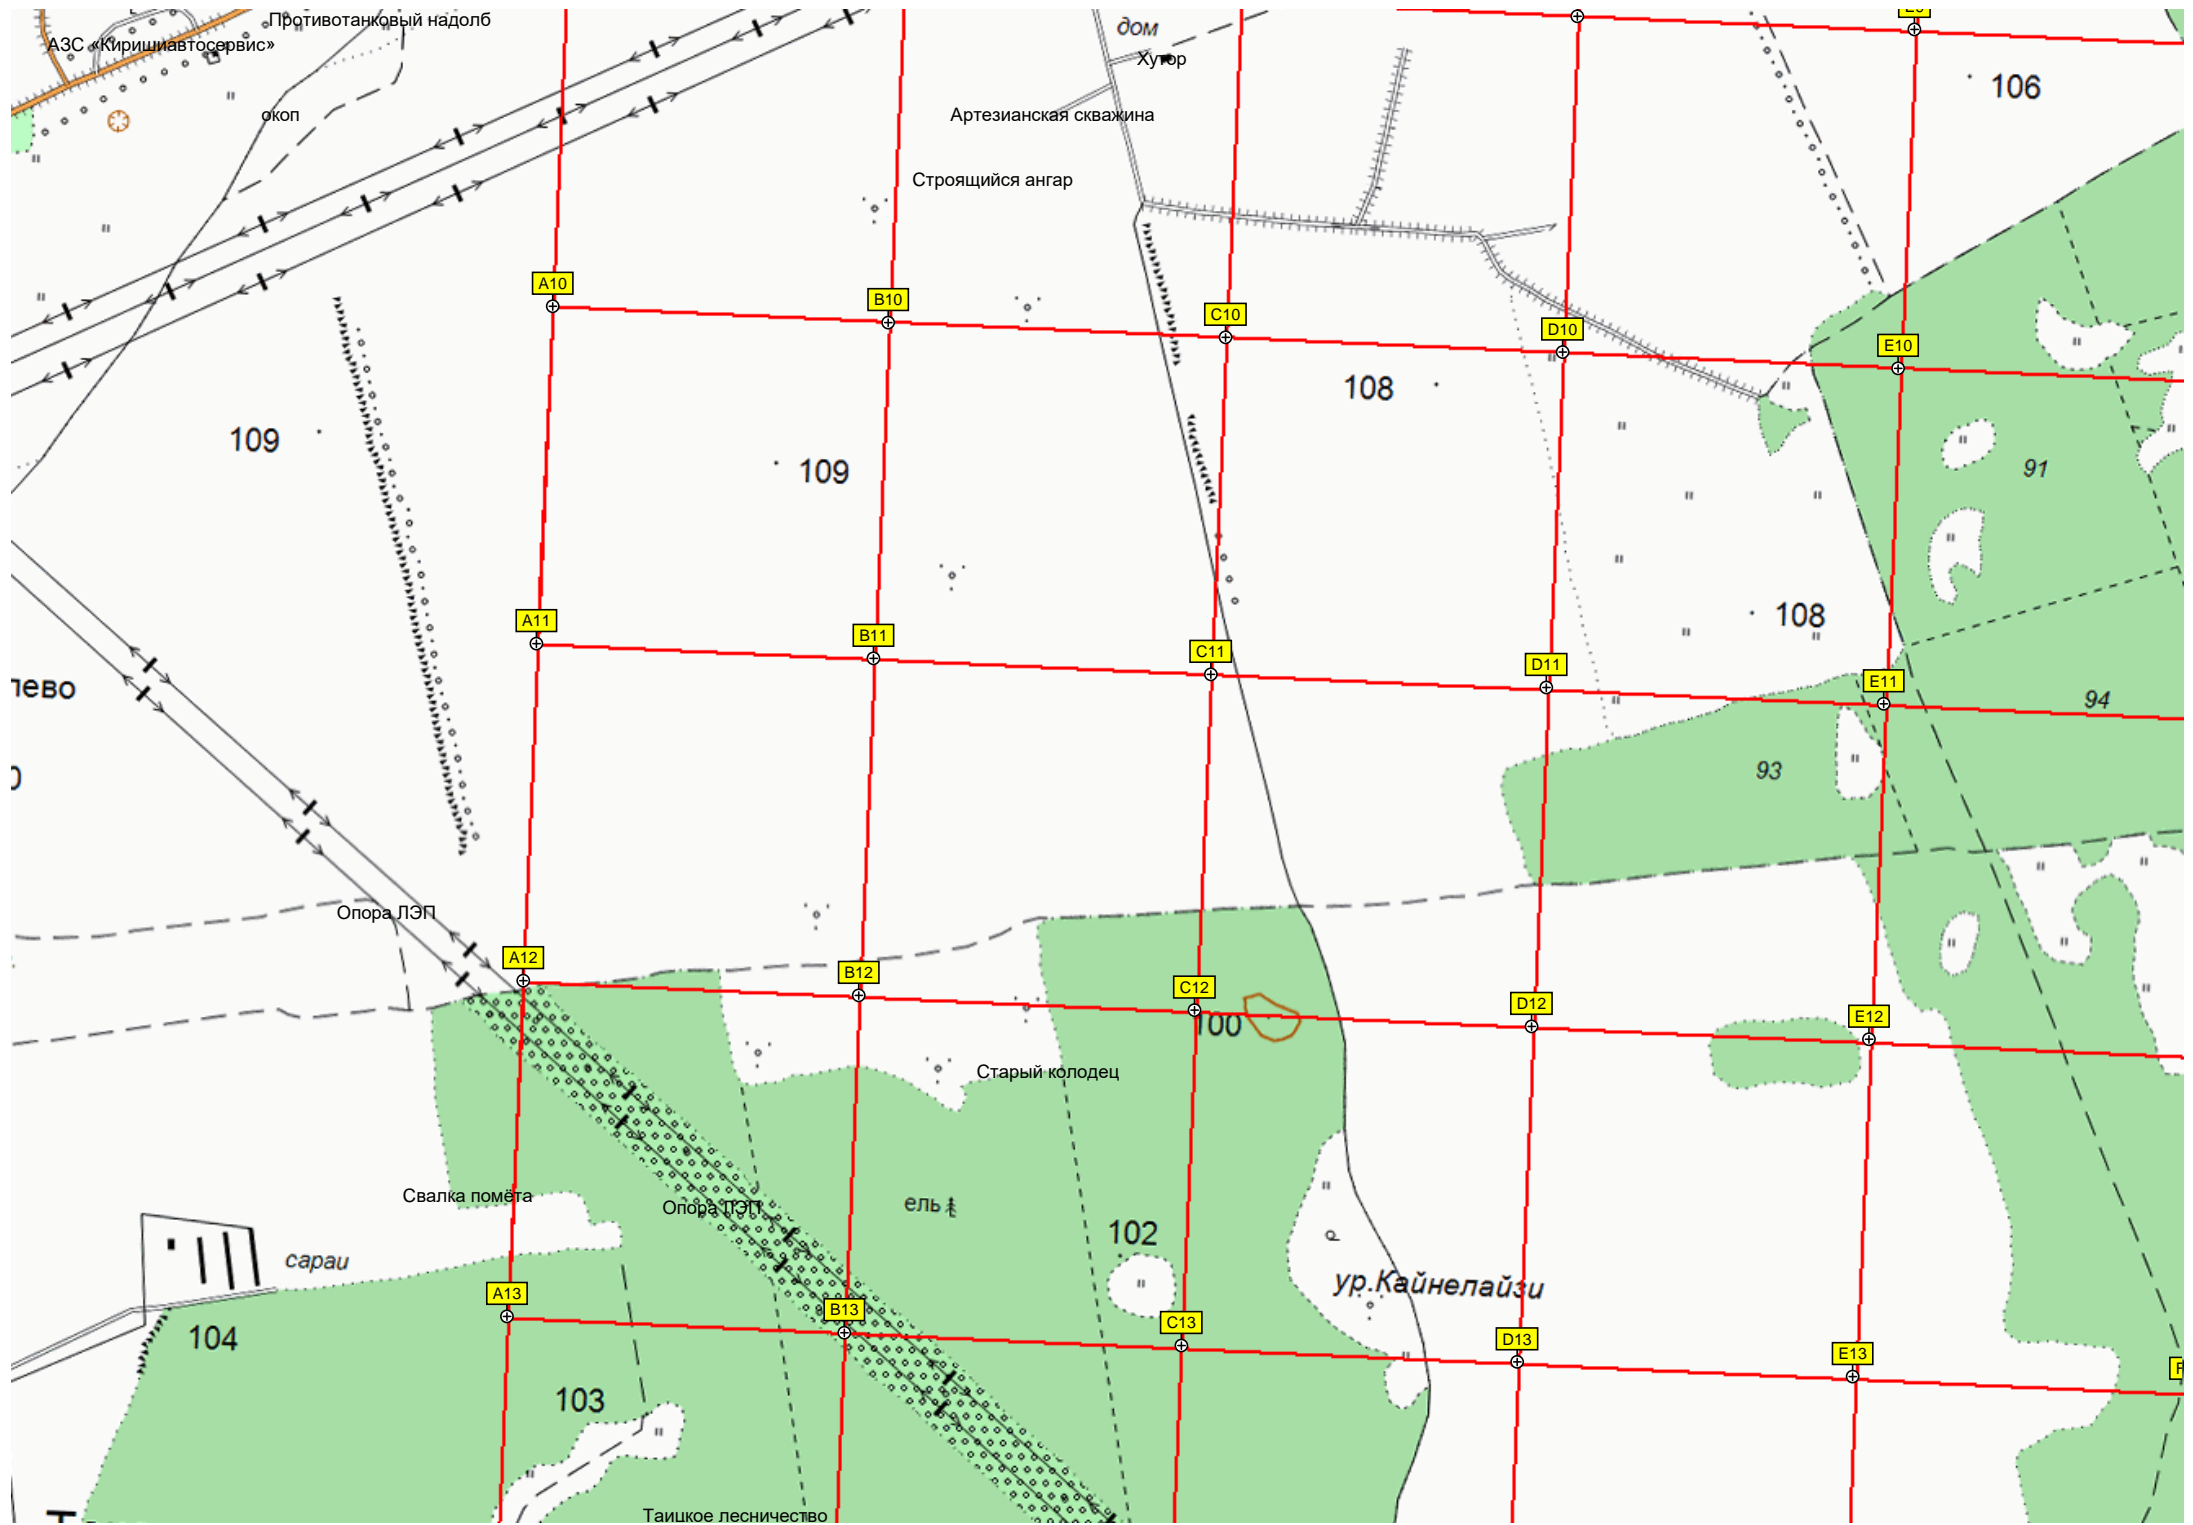 Противотанковый надолб
дом
АЗС «Киришиавтосервис»
Хутор
106
окоп
Артезианская скважина
Строящийся ангар
A10
B10
C10
D10
E10
108
109
109
91
A11
B11
C11
D11
E11
108
лево
94
93
Опора ЛЭП
A12
B12
C12
D12
E12
100
Старый колодец
Свалка помёта
Опора ЛЭП
ель
102
сараи
ур.Кайнелайзи
A13
B13
C13
D13
E13
104
103
Таицкое лесничество